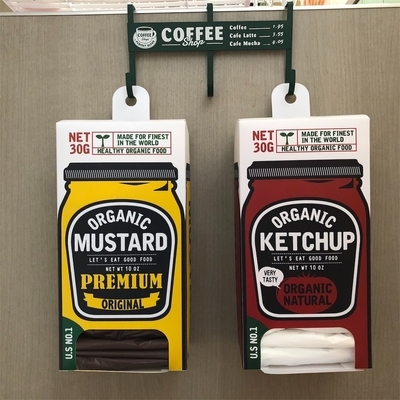 COFFEE
Shop
COFFEE
Shop
Coffee
Cafe Latte
Cafe Mocha
NET
30G
MADE FOR FINEST
IN THE WORLD
HEALTHY ORGANIC FOOD
ORGANIC
MUSTARD
LET'S EAT GOOD FOOD
NET WT 10 OZ
PREMIUM
ORIGINAL
U.S NO.1
NET
30G
MADE FOR FINEST
IN THE WORLD
HEALTHY ORGANIC FOOD
ORGANIC
KETCHUP
LET'S EAT GOOD FOOD
NET WT 10 OZ
VERY
TASTY
ORGANIC
NATURAL
U.S NO.1